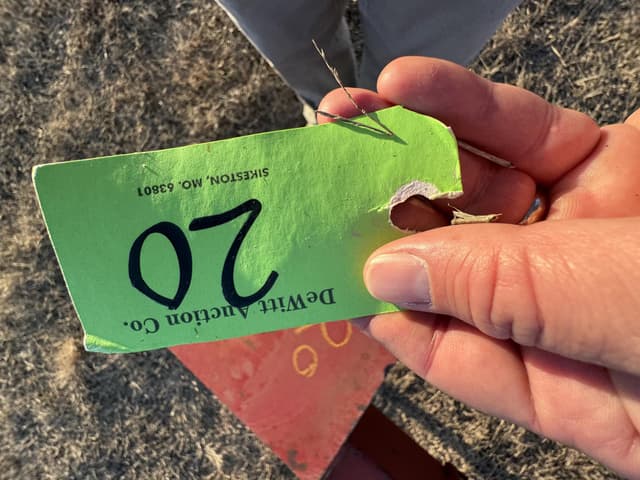 DeWitt Auction Co.
20
SIKESTON, MO. 63801